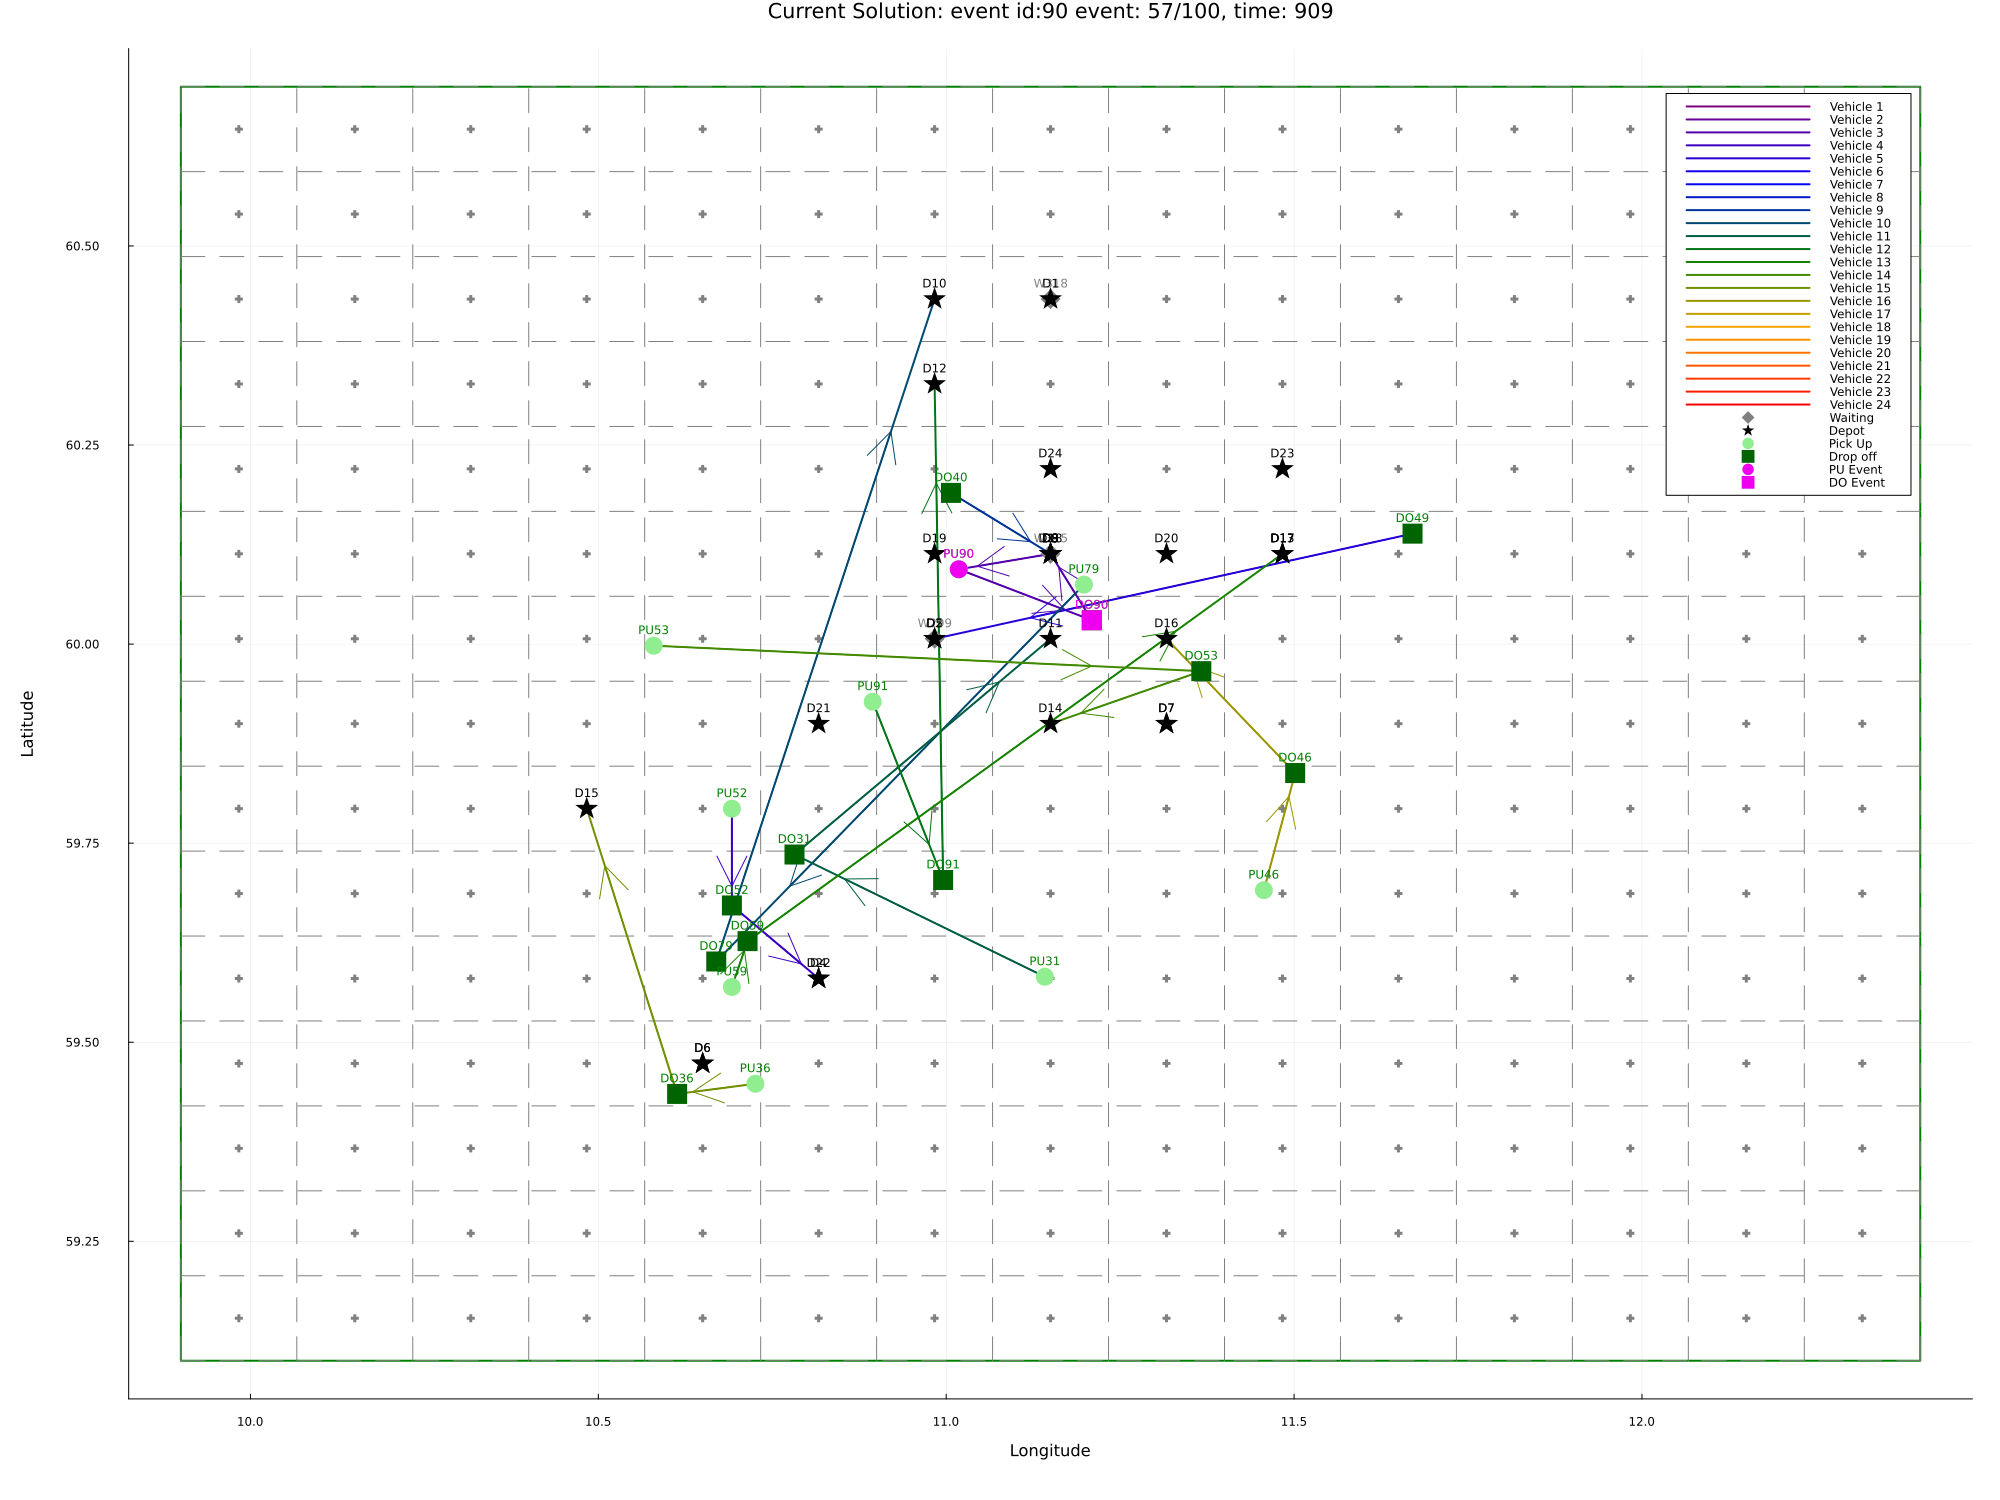 Current Solution: event id:90 event: 57/100, time: 909
Vehicle 1
Vehicle 2
Vehicle 3
Vehicle 4
Vehicle 5
Vehicle 6
Vehicle 7
Vehicle 8
Vehicle 9
Vehicle 10
Vehicle 11
Vehicle 12
Vehicle 13
Vehicle 14
Vehicle 15
Vehicle 16
Vehicle 17
Vehicle 18
Vehicle 19
Vehicle 20
Vehicle 21
Vehicle 22
Vehicle 23
Vehicle 24
Waiting
Depot
Pick Up
Drop off
PU Event
DO Event
60.50
60.25
60.00
59.75
59.50
59.25
Latitude
D10
D1
D12
D24
D23
DO40
DO49
D19
D20
PU90
PU79
DO90
PU53
D11
D16
DO53
PU91
D21
D14
D7
DO46
D15
PU52
DO31
DO91
PU46
DO52
DO59
DO79
PU59
D22
PU31
D6
PU36
DO36
10.0
10.5
11.0
11.5
12.0
Longitude